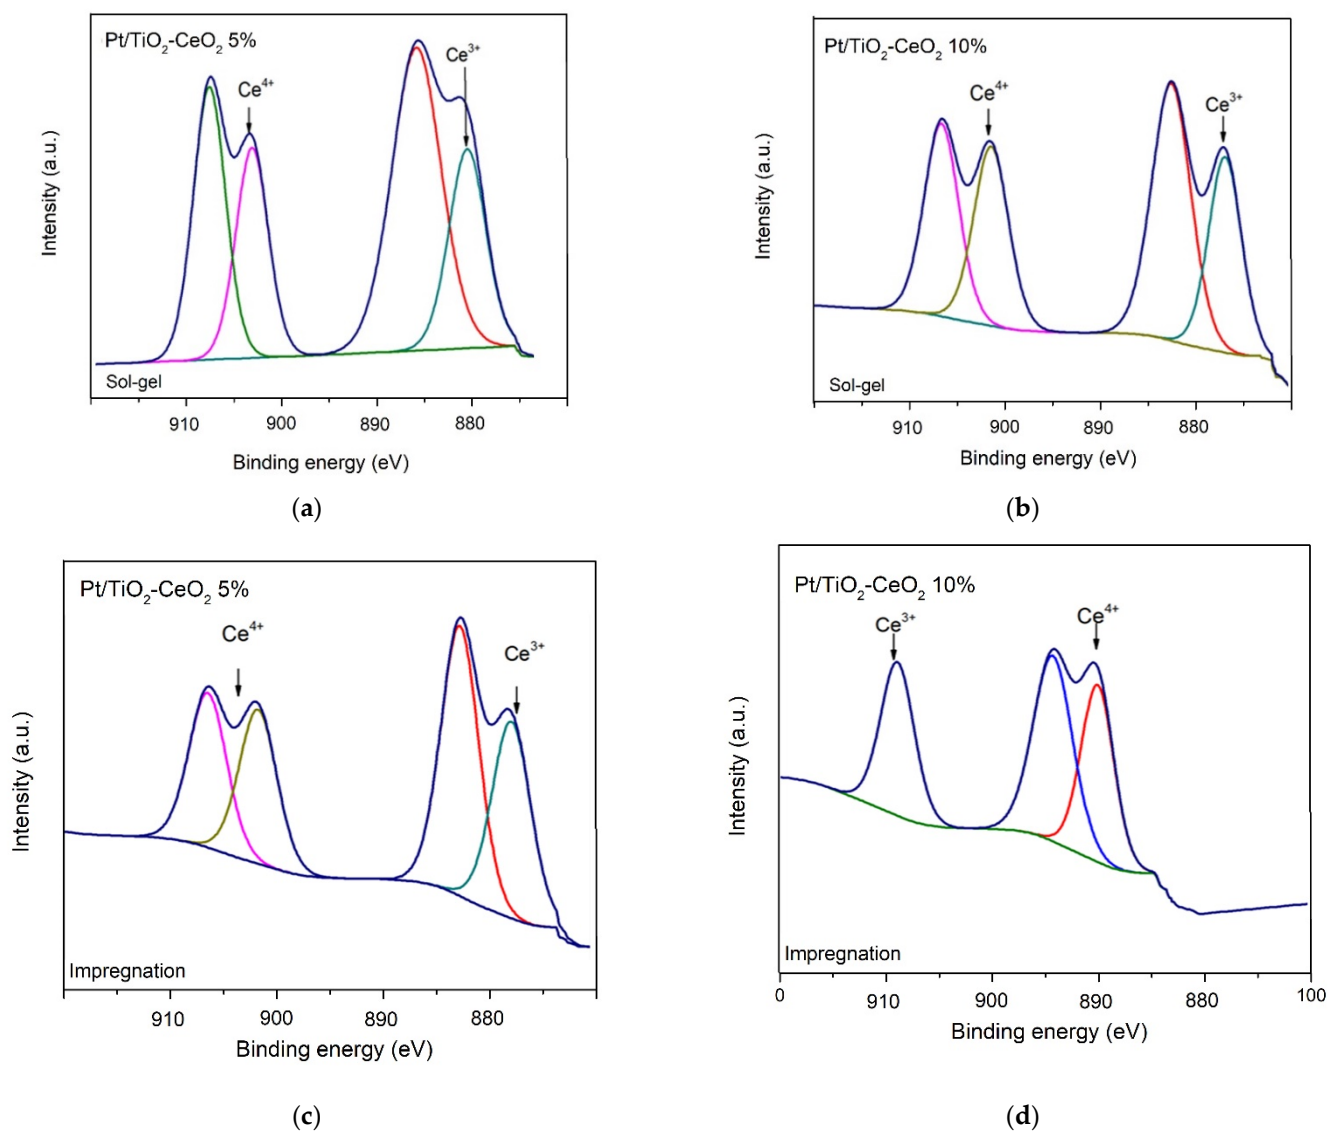 Pt/TiO₂-CeO₂ 5%
Ce⁴⁺
Ce³⁺
Intensity (a.u.)
Sol-gel
910 900 890 880
Binding energy (eV)
(a)
Pt/TiO₂-CeO₂ 10%
Ce⁴⁺
Ce³⁺
Intensity (a.u.)
Sol-gel
910 900 890 880
Binding energy (eV)
(b)
Pt/TiO₂-CeO₂ 5%
Ce⁴⁺
Ce³⁺
Intensity (a.u.)
Impregnation
910 900 890 880
Binding energy (eV)
(c)
Pt/TiO₂-CeO₂ 10%
Ce³⁺
Ce⁴⁺
Intensity (a.u.)
Impregnation
0 910 900 890 880 100
Binding energy (eV)
(d)